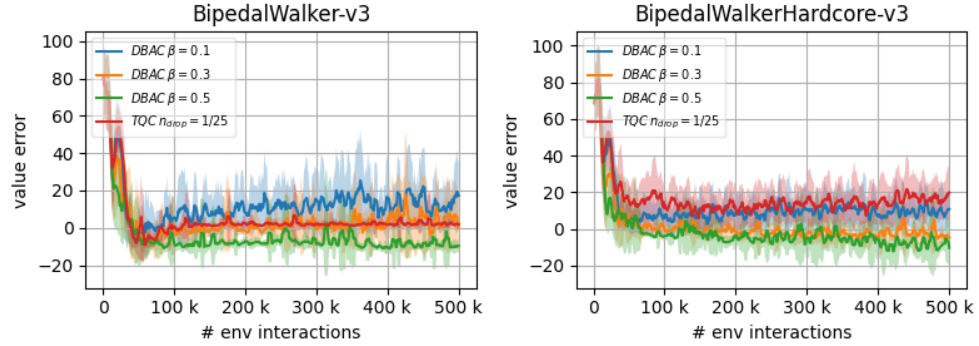 BipedalWalker-v3
BipedalWalkerHardcore-v3
100
80
60
40
20
0
−20
value error
DBAC β = 0.1
DBAC β = 0.3
DBAC β = 0.5
TQC n_drop = 1/25
0
100 k
200 k
300 k
400 k
500 k
# env interactions
100
80
60
40
20
0
−20
value error
DBAC β = 0.1
DBAC β = 0.3
DBAC β = 0.5
TQC n_drop = 1/25
0
100 k
200 k
300 k
400 k
500 k
# env interactions